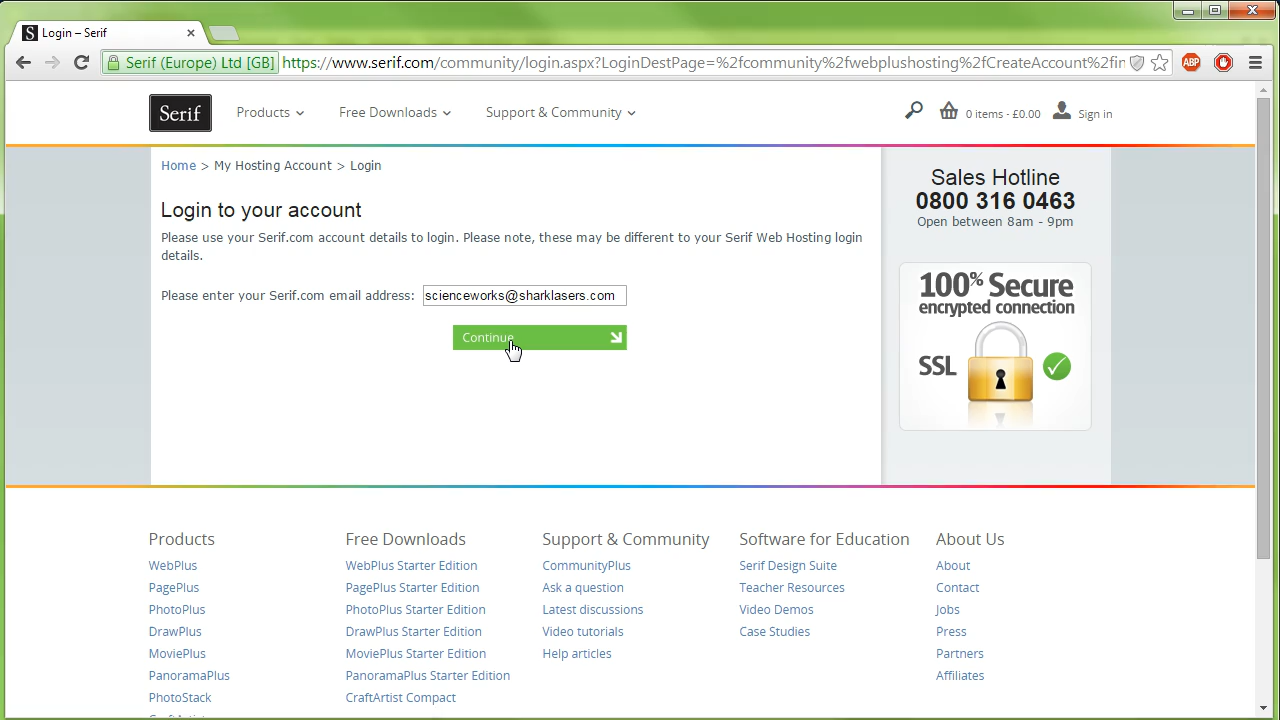 Login – Serif
Serif (Europe) Ltd [GB] https://www.serif.com/community/login.aspx?LoginDestPage=%2fcommunity%2fwebplushosting%2fCreateAccount%2fin
ABP
Serif Products Free Downloads Support & Community 0 items - £0.00 Sign in
Home > My Hosting Account > Login
Login to your account
Please use your Serif.com account details to login. Please note, these may be different to your Serif Web Hosting login
details.
Please enter your Serif.com email address: scienceworks@sharklasers.com
Continue
Sales Hotline
0800 316 0463
Open between 8am - 9pm
100% Secure
encrypted connection
SSL
Products
WebPlus
PagePlus
PhotoPlus
DrawPlus
MoviePlus
PanoramaPlus
PhotoStack
Free Downloads
WebPlus Starter Edition
PagePlus Starter Edition
PhotoPlus Starter Edition
DrawPlus Starter Edition
MoviePlus Starter Edition
PanoramaPlus Starter Edition
CraftArtist Compact
Support & Community
CommunityPlus
Ask a question
Latest discussions
Video tutorials
Help articles
Software for Education
Serif Design Suite
Teacher Resources
Video Demos
Case Studies
About Us
About
Contact
Jobs
Press
Partners
Affiliates